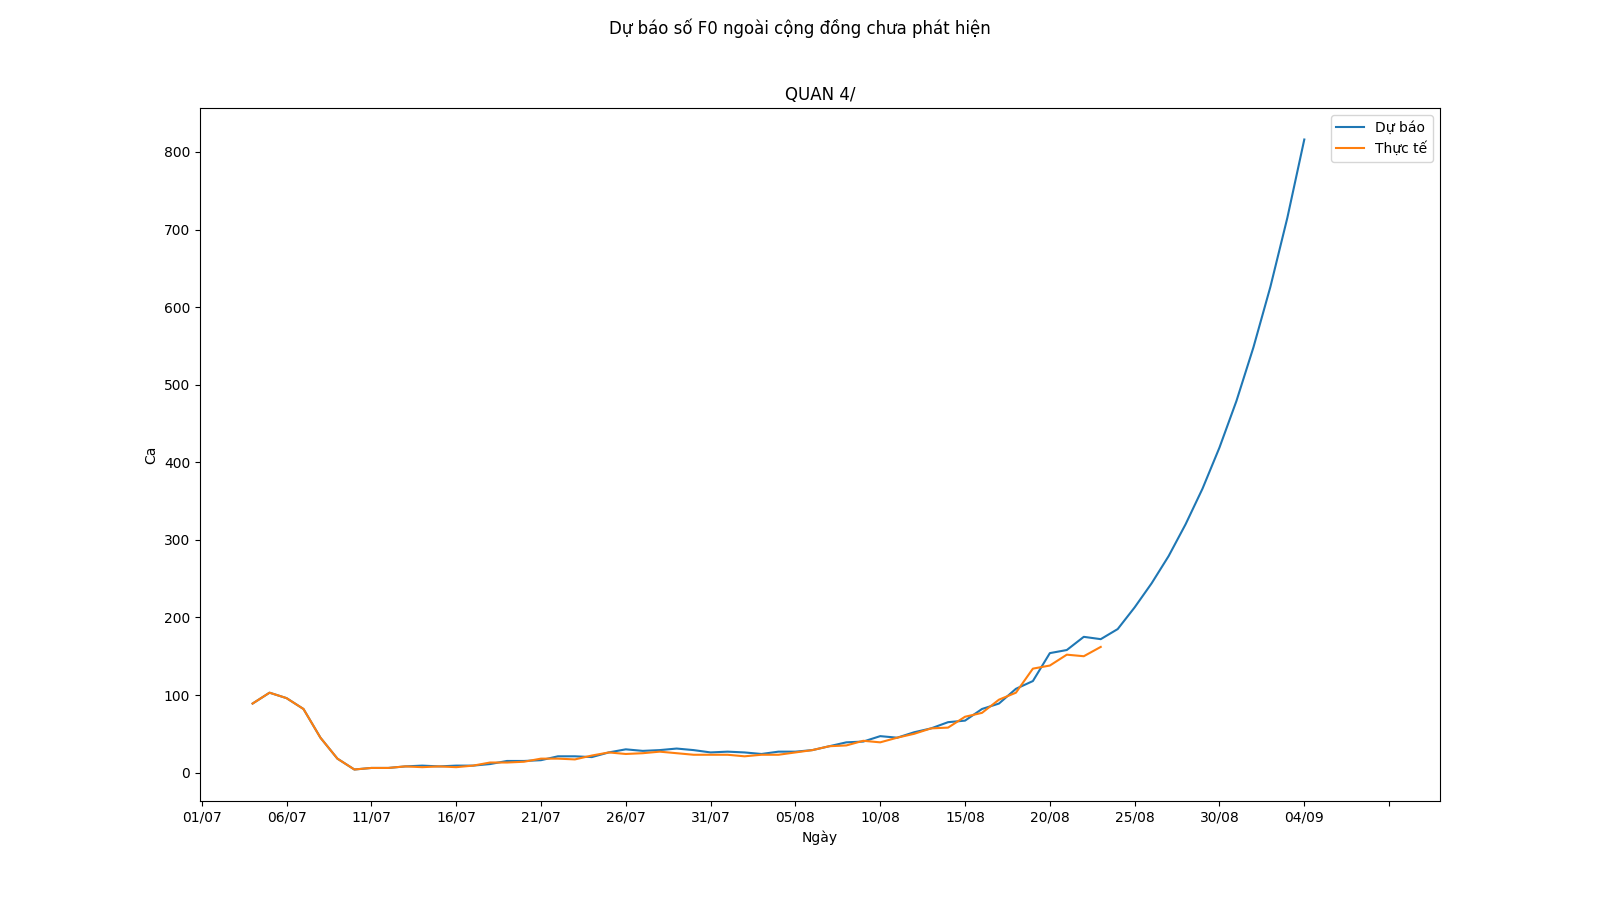 Dự báo số F0 ngoài cộng đồng chưa phát hiện
QUAN 4/
Dự báo
Thực tế
800
700
600
500
400
300
200
100
0
Ca
01/07 06/07 11/07 16/07 21/07 26/07 31/07 05/08 10/08 15/08 20/08 25/08 30/08 04/09
Ngày